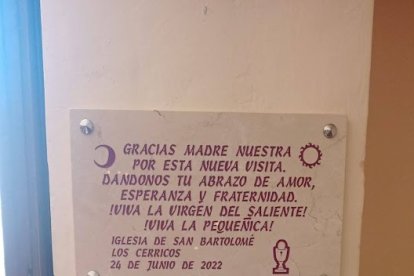 GRACIAS MADRE NUESTRA
POR ESTA NUEVA VISITA.
DANDONOS TU ABRAZO DE AMOR,
ESPERANZA Y FRATERNIDAD.
!VIVA LA VIRGEN DEL SALIENTE!
!VIVA LA PEQUEÑICA!
IGLESIA DE SAN BARTOLOMÉ
LOS CERRICOS
24 DE JUNIO DE 2022